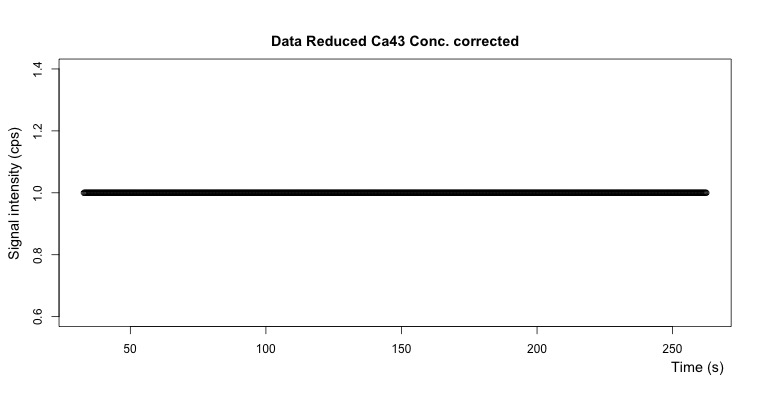 Data Reduced Ca43 Conc. corrected
Signal intensity (cps)
1.4
1.2
1.0
0.8
0.6
50 100 150 200 250
Time (s)